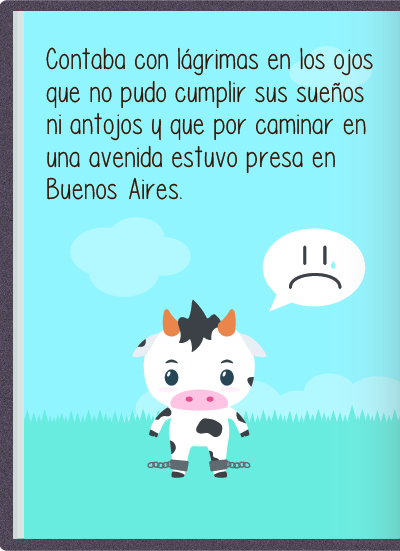 Contaba con lágrimas en los ojos
que no pudo cumplir sus sueños
ni antojos y que por caminar en
una avenida estuvo presa en
Buenos Aires.